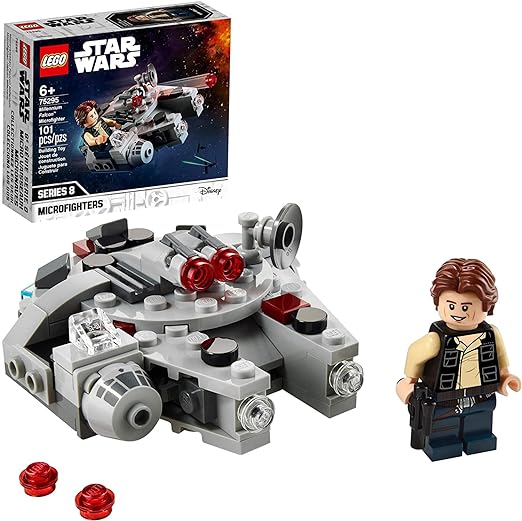 LEGO
STAR
WARS
6+
75295
Millennium
Falcon™
Microfighter
101
pcs/pzs
Building Toy
Jouet de
construction
Juguete para
Construir
SERIES 8
MICROFIGHTERS
Disney